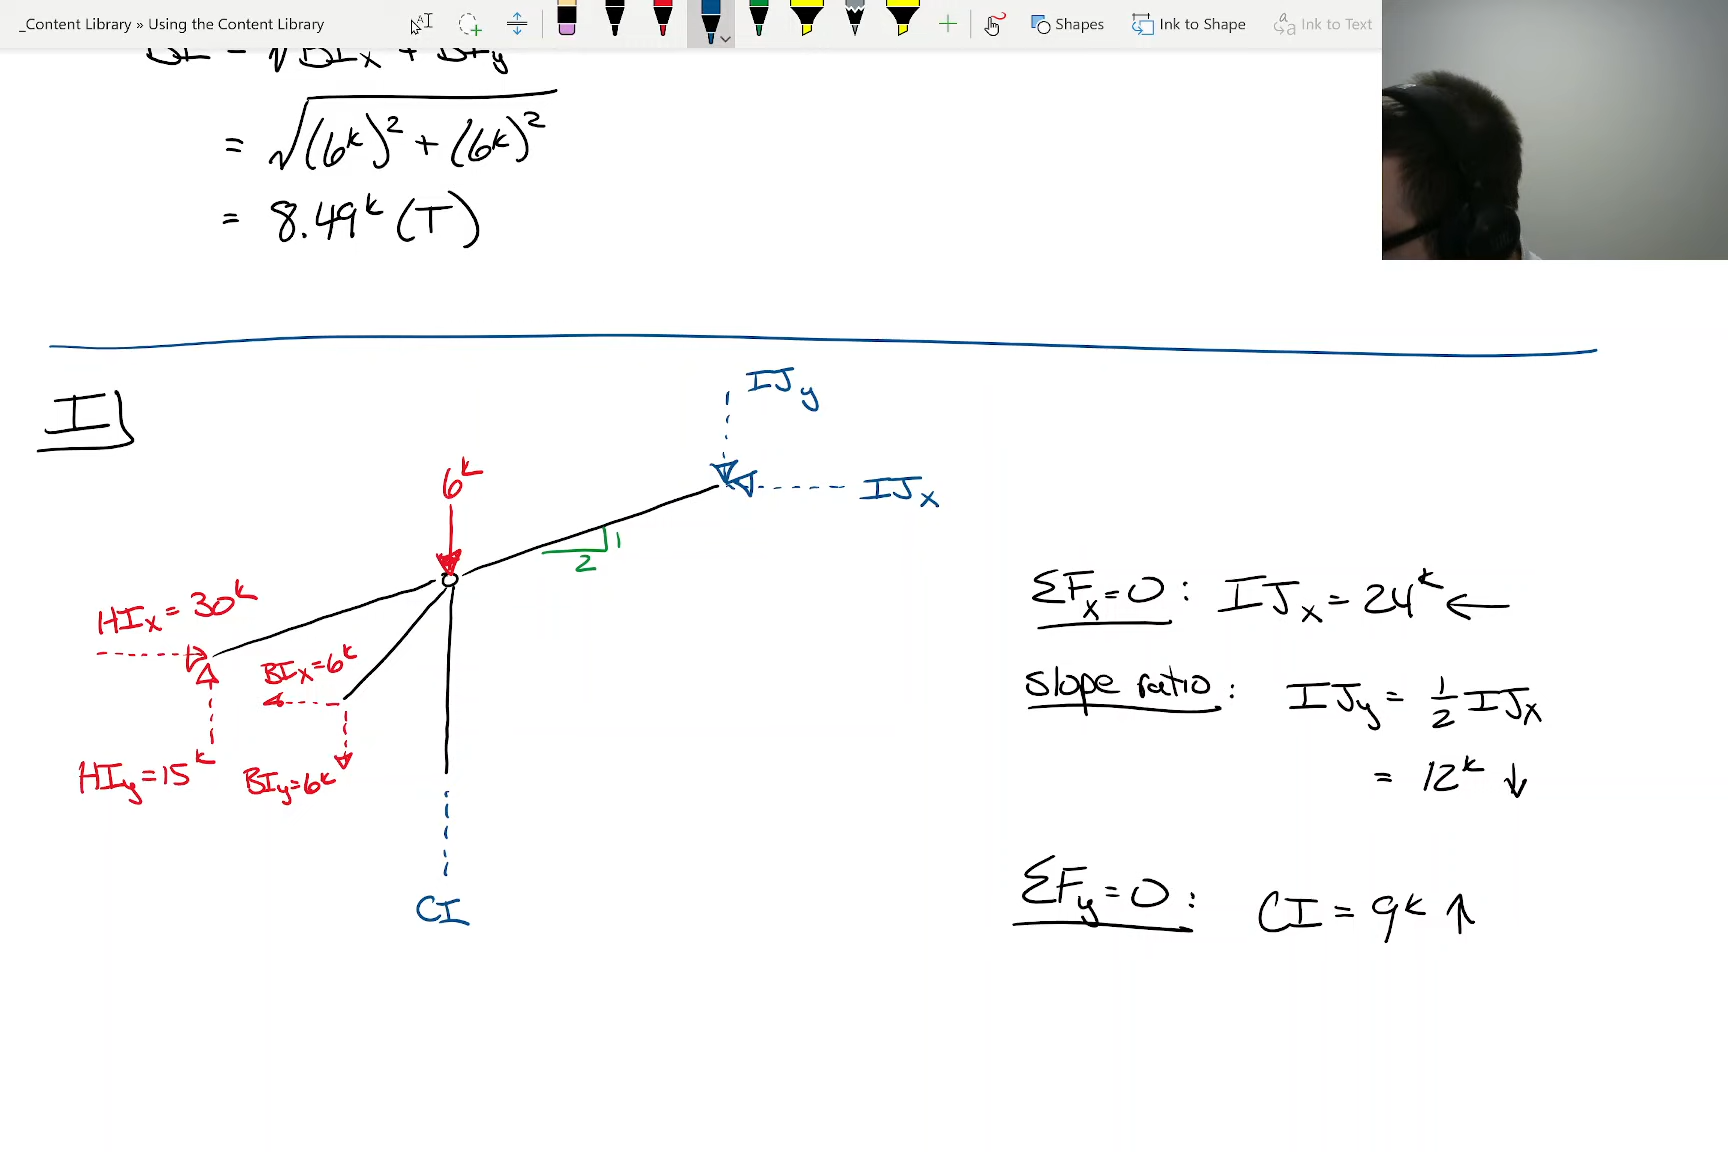 _Content Library » Using the Content Library
Shapes
Ink to Shape
Ink to Text
= √(6ᵏ)² + (6ᵏ)²
= 8.49ᵏ (T)
I)
IJy
IJx
6ᵏ
1
2
HIx = 30ᵏ
BIx = 6ᵏ
HIy = 15ᵏ
BIy = 6ᵏ
CI
ΣFx = 0 : IJx = 24ᵏ ←
slope ratio : IJy = 1/2 IJx
= 12ᵏ ↓
ΣFy = 0 : CI = 9ᵏ ↑